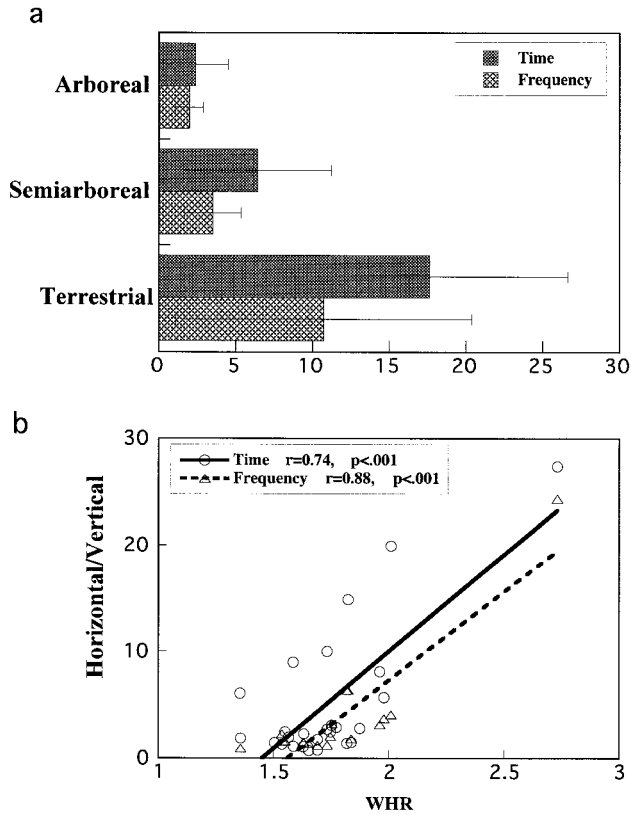 a
Time
Frequency
Arboreal
Semiarboreal
Terrestrial
0 5 10 15 20 25 30
b
Horizontal/Vertical
30
20
10
0
Time r=0.74, p<.001
Frequency r=0.88, p<.001
1 1.5 2 2.5 3
WHR